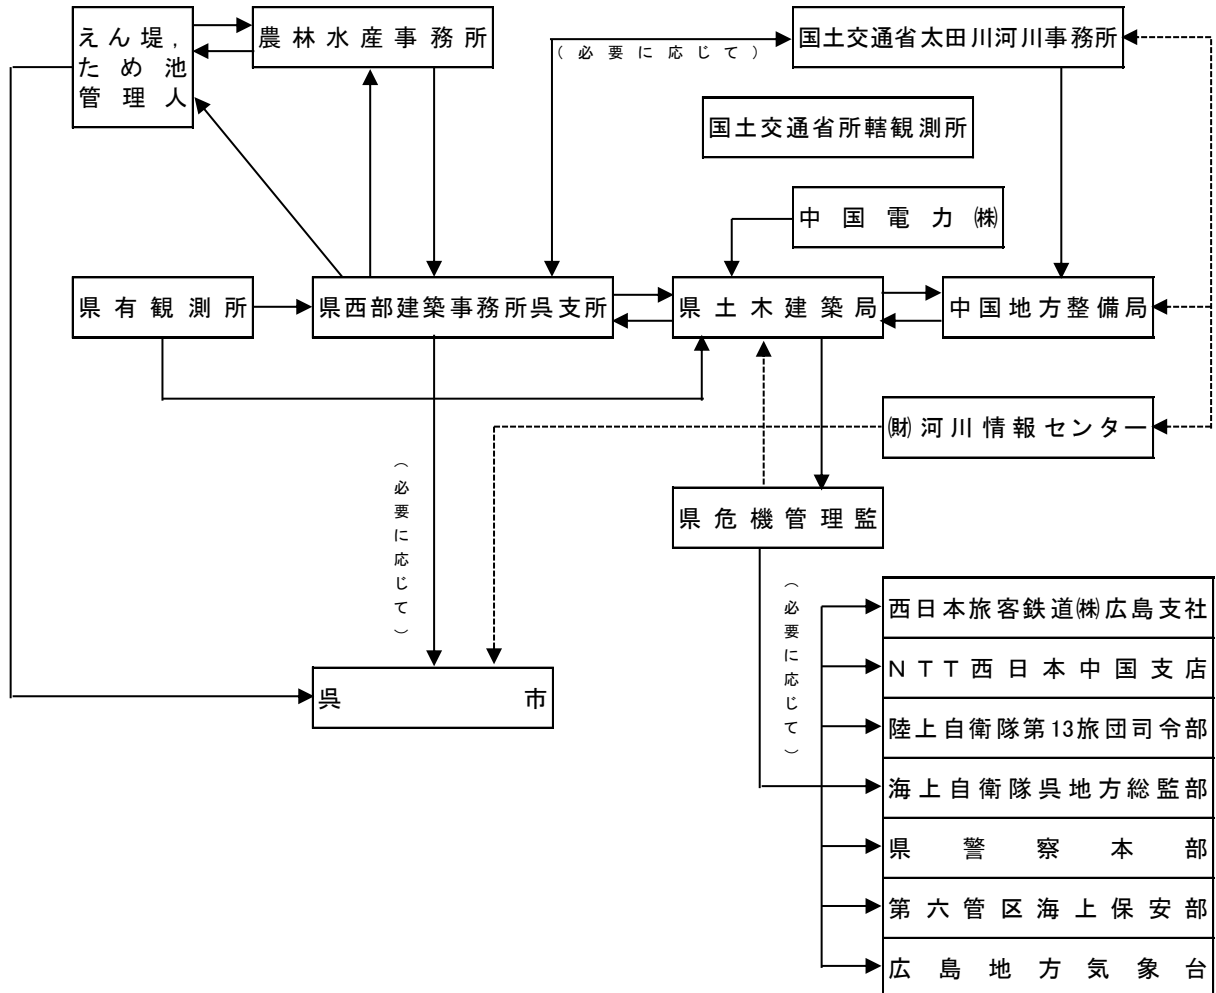 えん堤,
ため池
管理人
農林水産事務所
(必要に応じて)
国土交通省太田川河川事務所
国土交通省所轄観測所
中国電力㈱
県有観測所
県西部建築事務所呉支所
県土木建築局
中国地方整備局
㈶河川情報センター
(必要に応じて)
県危機管理監
(必要に応じて)
西日本旅客鉄道㈱広島支社
NTT西日本中国支店
呉市
陸上自衛隊第13旅団司令部
海上自衛隊呉地方総監部
県警察本部
第六管区海上保安部
広島地方気象台